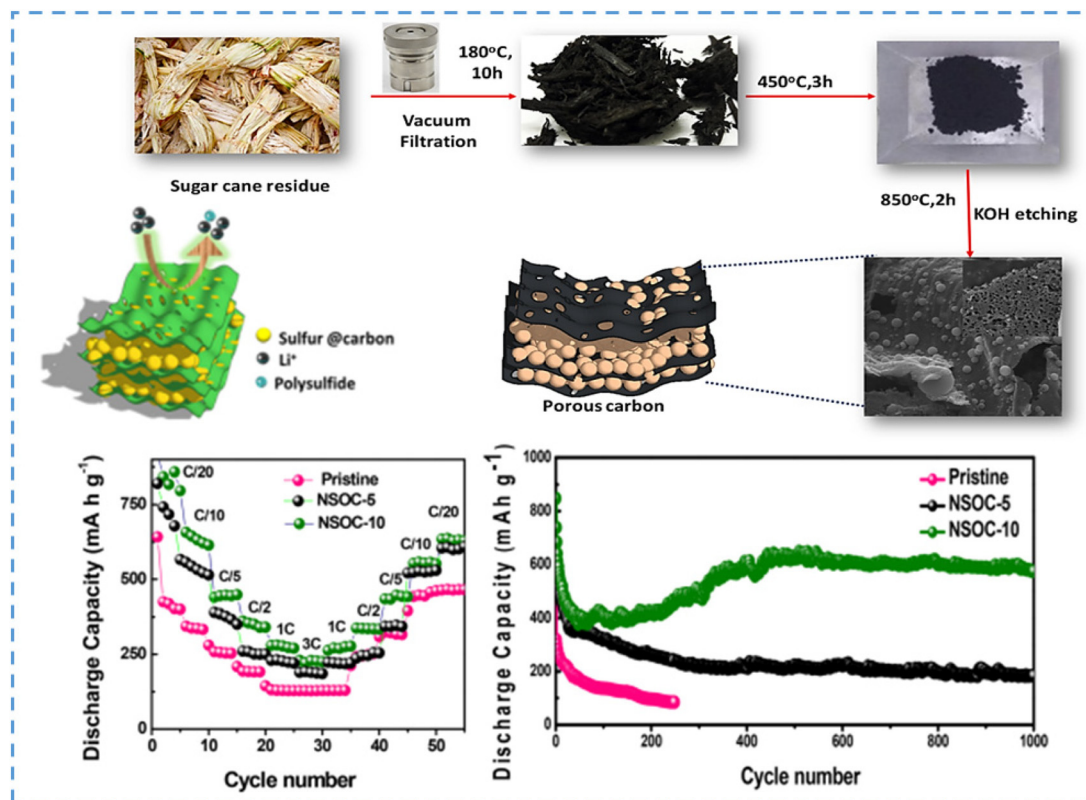 180°C,
10h
Vacuum
Filtration
450°C,3h
Sugar cane residue
850°C,2h
KOH etching
Sulfur @carbon
Li⁺
Polysulfide
Porous carbon
Discharge Capacity (mA h g⁻¹)
750
500
250
0
C/20
C/10
C/5
C/2
1C
3C
1C
C/2
C/5
C/10
C/20
Pristine
NSOC-5
NSOC-10
0
10
20
30
40
50
Cycle number
Discharge Capacity (mAh g⁻¹)
1000
800
600
400
200
0
Pristine
NSOC-5
NSOC-10
0
200
400
600
800
1000
Cycle number